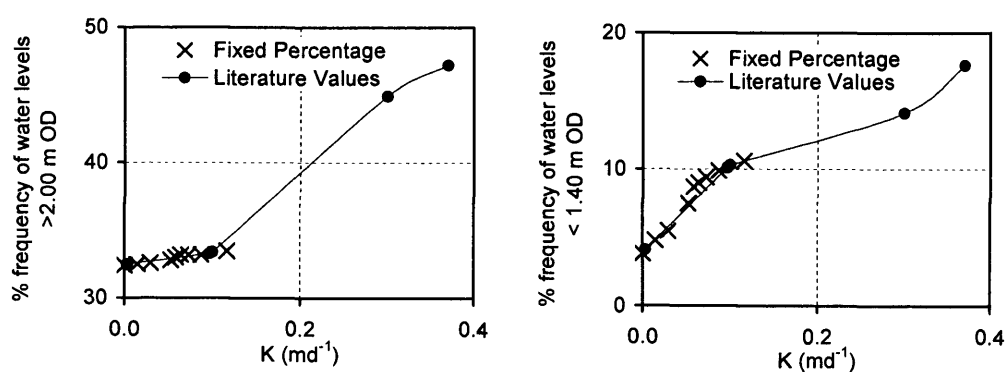 % frequency of water levels
>2.00 m OD
50
40
30
× Fixed Percentage
Literature Values
0.0
0.2
0.4
K (md⁻¹)
% frequency of water levels
< 1.40 m OD
20
10
0
× Fixed Percentage
Literature Values
0.0
0.2
0.4
K (md⁻¹)